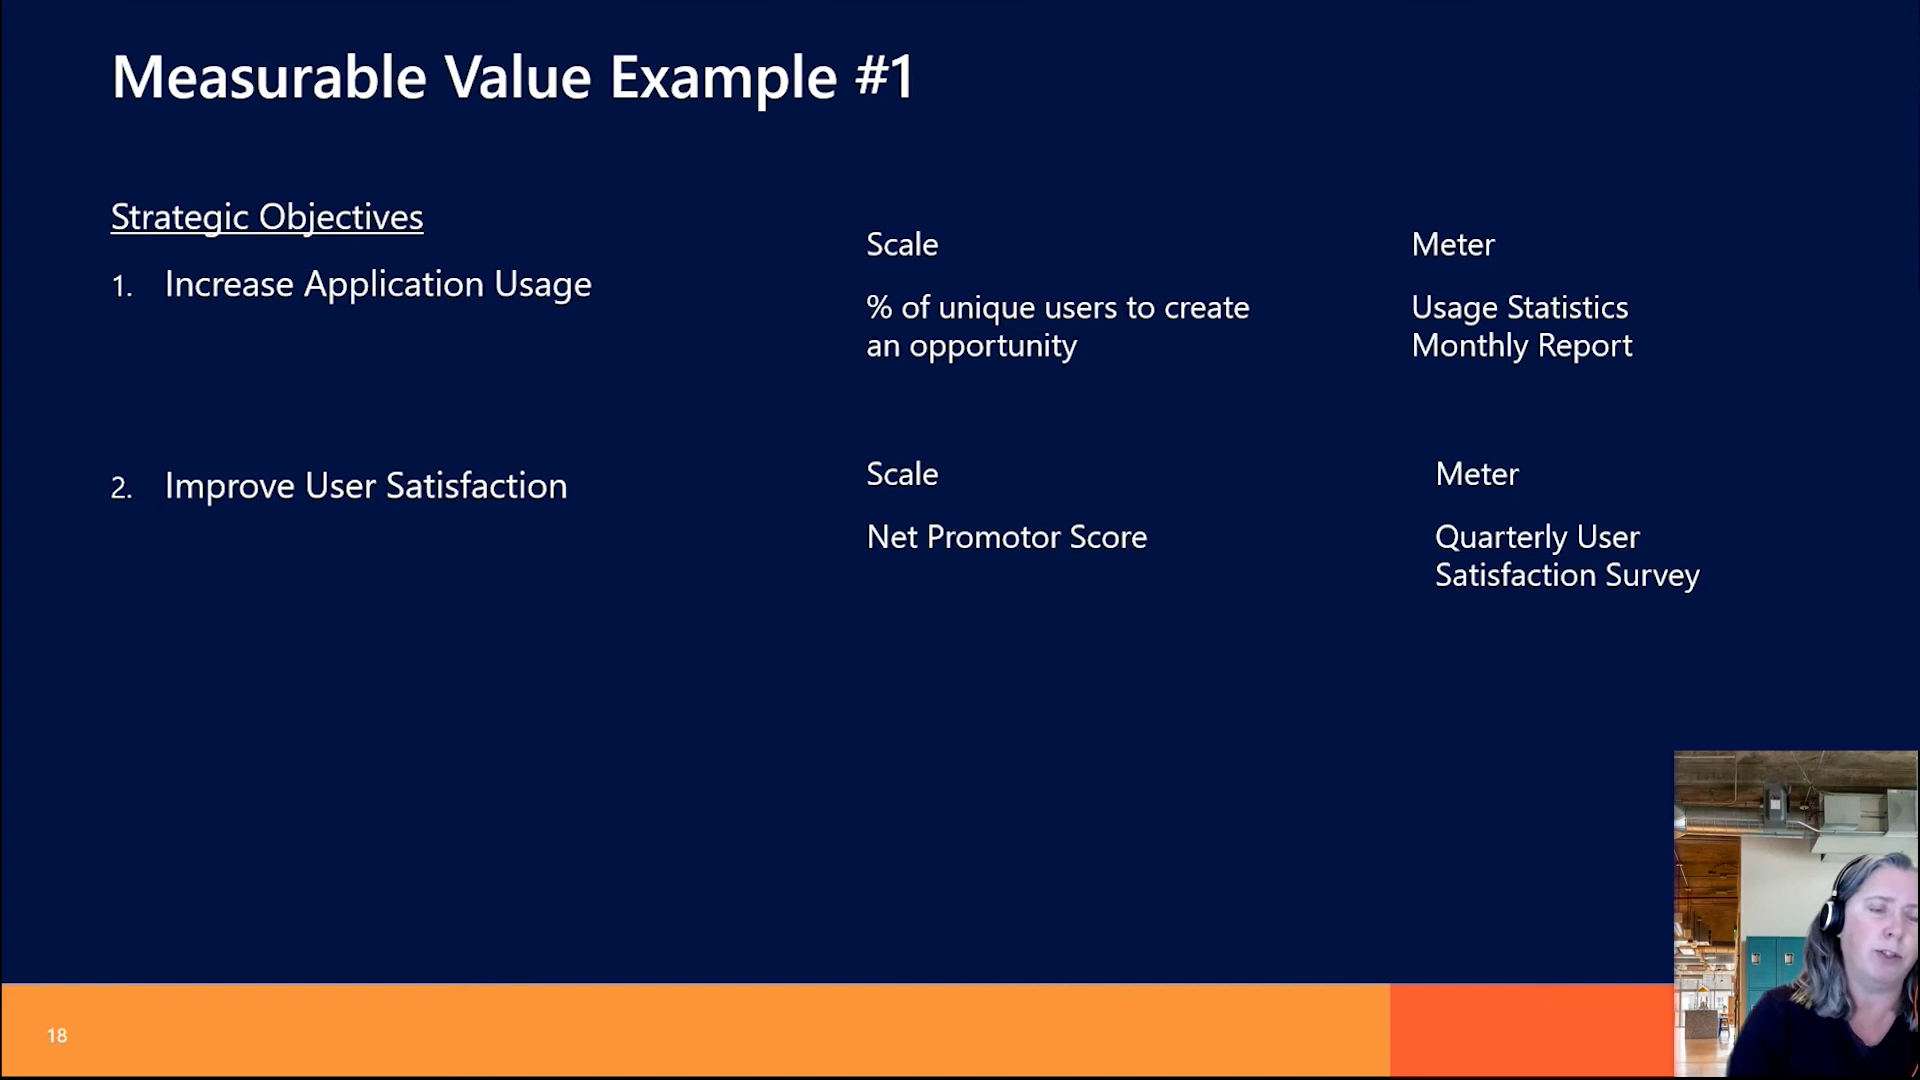 Measurable Value Example #1
Strategic Objectives
1. Increase Application Usage
Scale
% of unique users to create
an opportunity
Meter
Usage Statistics
Monthly Report
2. Improve User Satisfaction
Scale
Net Promotor Score
Meter
Quarterly User
Satisfaction Survey
18